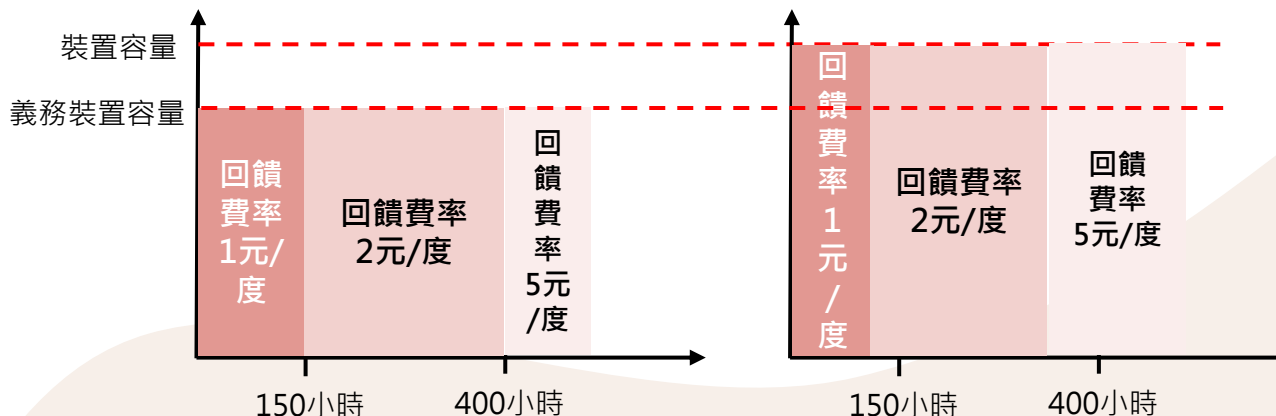 裝置容量
義務裝置容量
回饋
費率
1元/
度
回饋費率
2元/度
回
饋
費
率
5元
/度
150小時
400小時
回
饋
費
率
1
元
/
度
回饋費率
2元/度
回饋
費率
5元/度
150小時
400小時